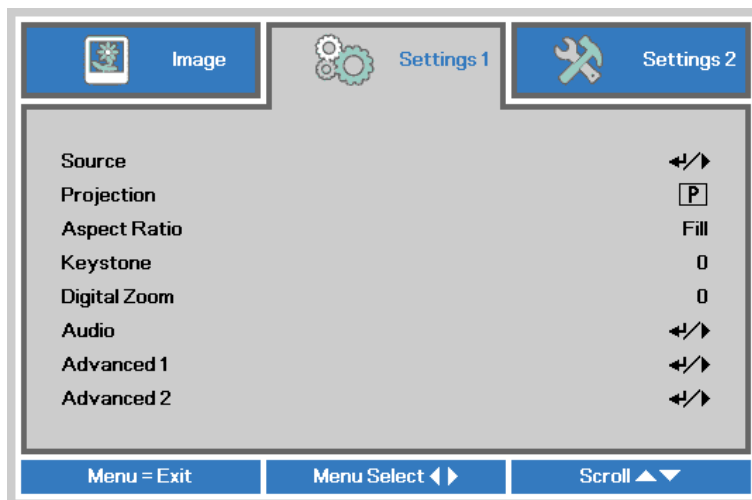 Image Settings 1 Settings 2
Source ↵/▶
Projection P
Aspect Ratio Fill
Keystone 0
Digital Zoom 0
Audio ↵/▶
Advanced 1 ↵/▶
Advanced 2 ↵/▶
Menu = Exit Menu Select ◀▶ Scroll ▲▼